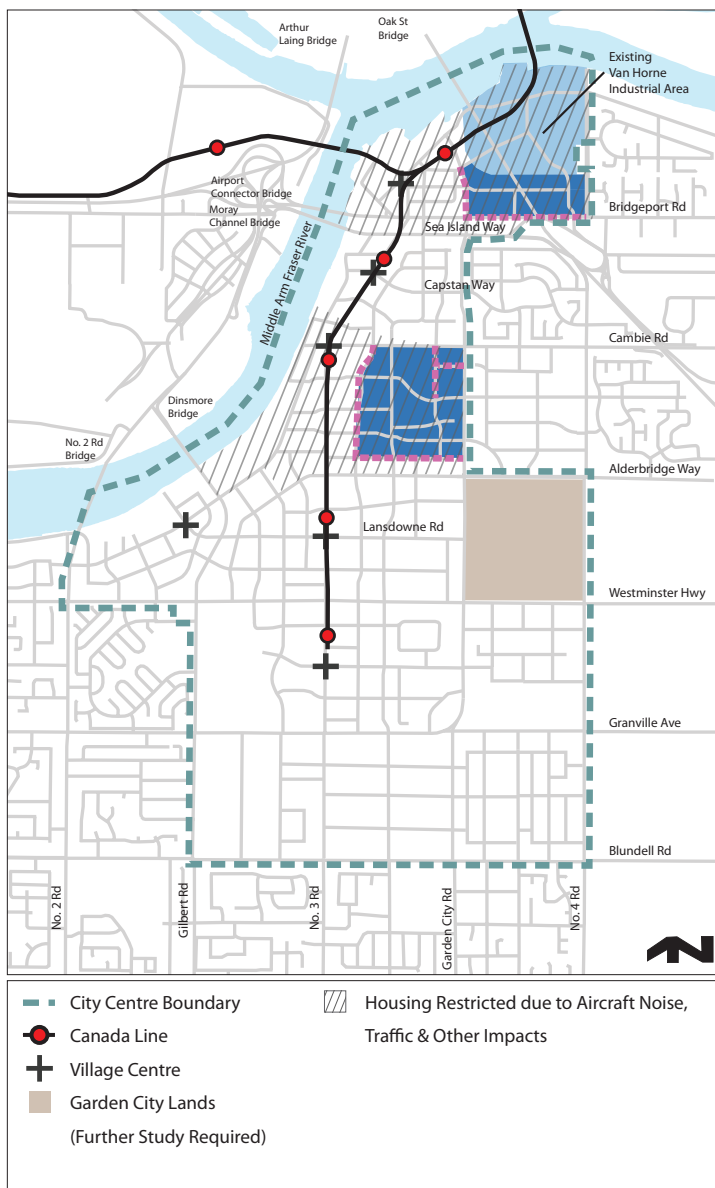 Arthur
Laing Bridge
Oak St
Bridge
Existing
Van Horne
Industrial Area
Airport
Connector Bridge
Moray
Channel Bridge
Bridgeport Rd
Sea Island Way
Middle Arm Fraser River
Capstan Way
Cambie Rd
Dinsmore
Bridge
No. 2 Rd
Bridge
Alderbridge Way
Lansdowne Rd
Westminster Hwy
Granville Ave
Blundell Rd
No. 2 Rd
Gilbert Rd
No. 3 Rd
Garden City Rd
No. 4 Rd
N
City Centre Boundary
Canada Line
Village Centre
Garden City Lands
(Further Study Required)
Housing Restricted due to Aircraft Noise,
Traffic & Other Impacts